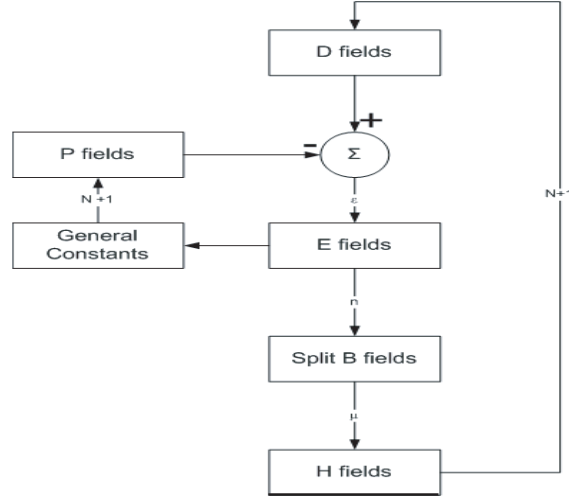 D fields
+
P fields
-
Σ
N +1
ε
N+1
General
Constants
E fields
n
Split B fields
μ
H fields